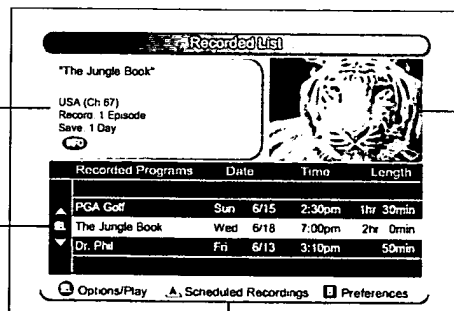 Recorded List
"The Jungle Book"
USA (Ch 67)
Record: 1 Episode
Save: 1 Day
INFO
Recorded Programs Date Time Length
PGA Golf Sun 6/15 2:30pm 1hr 30min
The Jungle Book Wed 6/18 7:00pm 2hr 0min
Dr. Phil Fri 6/13 3:10pm 50min
Options/Play A Scheduled Recordings Preferences